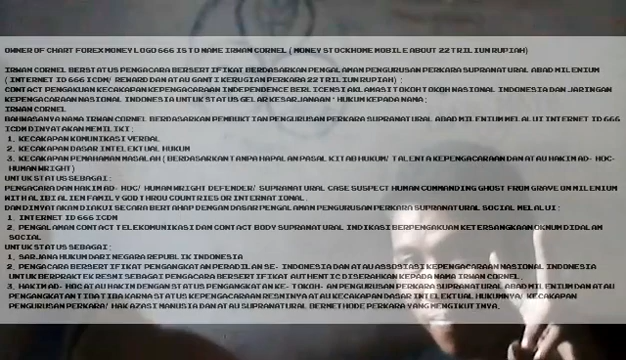 OWNER OF CHART FOREX MONEY LOGO 666 IS TO NAME IRWAN CORNEL ( MONEY STOCKHOME MOBILE ABOUT 22 TRILIUN RUPIAH)
IRWAN CORNEL BERSTATUS PENGACARA BERSERTIFIKAT BERDASARKAN PENGALAMAN PENGURUSAN PERKARA SUPRANATURAL ABAD MILENIUM
( INTERNET ID 666 ICDM/ REWARD DAN ATAU GANTI KERUGIAN PERKARA 22 TRILIUN RUPIAH) ;
CONTACT PENGAKUAN KECAKAPAN KEPENGACARAAN INDEPENDENCE BERLICENSI AKLAMASI TOKOH TOKOH NASIONAL INDONESIA DAN JARINGAN
KEPENGACARAAN NASIONAL INDONESIA UNTUK STATUS GELAR KESARJANAAN * HUKUM KEPADA NAMA;
IRWAN CORNEL
BAHWASANYA NAMA IRWAN CORNEL BERDASARKAN PEMBUKTIAN PENGURUSAN PERKARA SUPRANATURAL ABAD MILENIUM MELALUI INTERNET ID 666
ICDM DINYATAKAN MEMILIKI ;
1. KECAKAPAN KOMUNIKASI VERBAL
2. KECAKAPAN DASAR INTELEKTUAL HUKUM
3. KECAKAPAN PEMAHAMAN MASALAH ( BERDASARKAN TANPA HAPALAN PASAL KITAB HUKUM/ TALENTA KEPENGACARAAN DAN ATAU HAKIM AD- HOC-
HUMAN WRIGHT)
UNTUK STATUS SEBAGAI :
PENGACARA DAN HAKIM AD- HOC/ HUMAN WRIGHT DEFENDER/ SUPRANATURAL CASE SUSPECT HUMAN COMMANDING GHOST FROM GRAVE ON MILENIUM
WITH ALIBI ALIEN FAMILY GOD THROU COUNTRIES OR INTERNATIONAL.
DAN DINYATAKAN DIAKUI SECARA BERTAHAP DENGAN DASAR PENGALAMAN PENGURUSAN PERKARA SUPRANATURAL SOCIAL MELALUI :
1. INTERNET ID 666 ICDM
2. PENGALAMAN CONTACT TELEKOMUNIKASI DAN CONTACT BODY SUPRANATURAL INDIKASI BERPENGAKUAN KETERSANGKAAN OKNUM DIDALAM
SOCIAL
UNTUK STATUS SEBAGAI :
1. SARJANA HUKUM DARI NEGARA REPUBLIK INDONESIA
2. PENGACARA BERSERTIFIKAT PENGANGKATAN PERADILAN SE- INDONESIA DAN ATAU ASSOSIASI KEPENGACARAAN NASIONAL INDONESIA
UNTUK BERPRAKTEK RESMI SEBAGAI PENGACARA BERSERTIFIKAT AUTHENTIC DISERAHKAN KEPADA NAMA IRWAN CORNEL,
3. HAKIM AD- HOC ATAU HAKIM DENGAN STATUS PENGANGKATAN KE- TOKOH- AN PENGURUSAN PERKARA SUPRANATURAL ABAD MILENIUM DAN ATAU
PENGANGKATAN TIBA TIBA KARNA STATUS KEPENGACARAAN RESMINYA ATAU KECAKAPAN DASAR INTELEKTUAL HUKUMNYA/ KECAKAPAN
PENGURUSAN PERKARA/ HAK AZASI MANUSIA DAN ATAU SUPRANATURAL BERMETHODE PERKARA YANG MENGIKUTINYA.